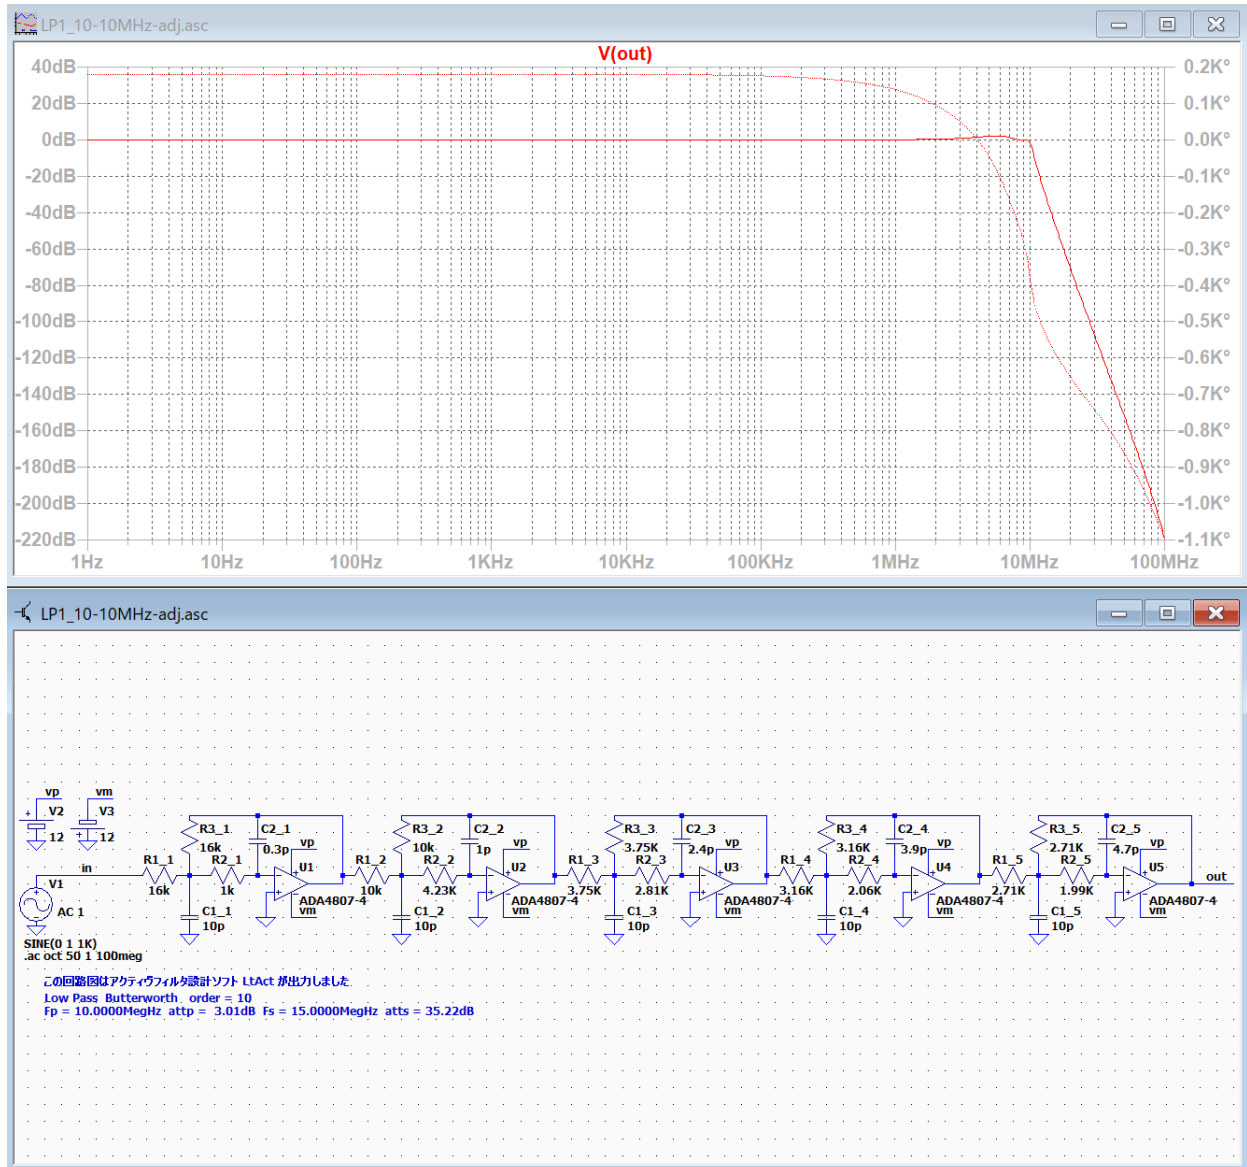 LP1_10-10MHz-adj.asc
V(out)
40dB 0.2K°
20dB 0.1K°
0dB 0.0K°
-20dB -0.1K°
-40dB -0.2K°
-60dB -0.3K°
-80dB -0.4K°
-100dB -0.5K°
-120dB -0.6K°
-140dB -0.7K°
-160dB -0.8K°
-180dB -0.9K°
-200dB -1.0K°
-220dB -1.1K°
1Hz 10Hz 100Hz 1KHz 10KHz 100KHz 1MHz 10MHz 100MHz
LP1_10-10MHz-adj.asc
vp vm
V2 V3
12 12
R3_1 C2_1 R3_2 C2_2 R3_3 C2_3 R3_4 C2_4 R3_5 C2_5
16k 0.3p vp 10k 1p vp 3.75K 2.4p vp 3.16K 3.9p vp 2.71K 4.7p vp
in R1_1 R2_1 U1 R1_2 R2_2 U2 R1_3 R2_3 U3 R1_4 R2_4 U4 R1_5 R2_5 U5 out
V1 16k 1k 10k 4.23K 3.75K 2.81K 3.16K 2.06K 2.71K 1.99K
AC 1 ADA4807-4 ADA4807-4 ADA4807-4 ADA4807-4 ADA4807-4
C1_1 vm C1_2 vm C1_3 vm C1_4 vm C1_5 vm
10p 10p 10p 10p 10p
SINE(0 1 1K)
.ac oct 50 1 100meg
この回路図はアクティヴフィルタ設計ソフト LtAct が出力しました
Low Pass Butterworth order = 10
Fp = 10.0000MegHz attp = 3.01dB Fs = 15.0000MegHz atts = 35.22dB